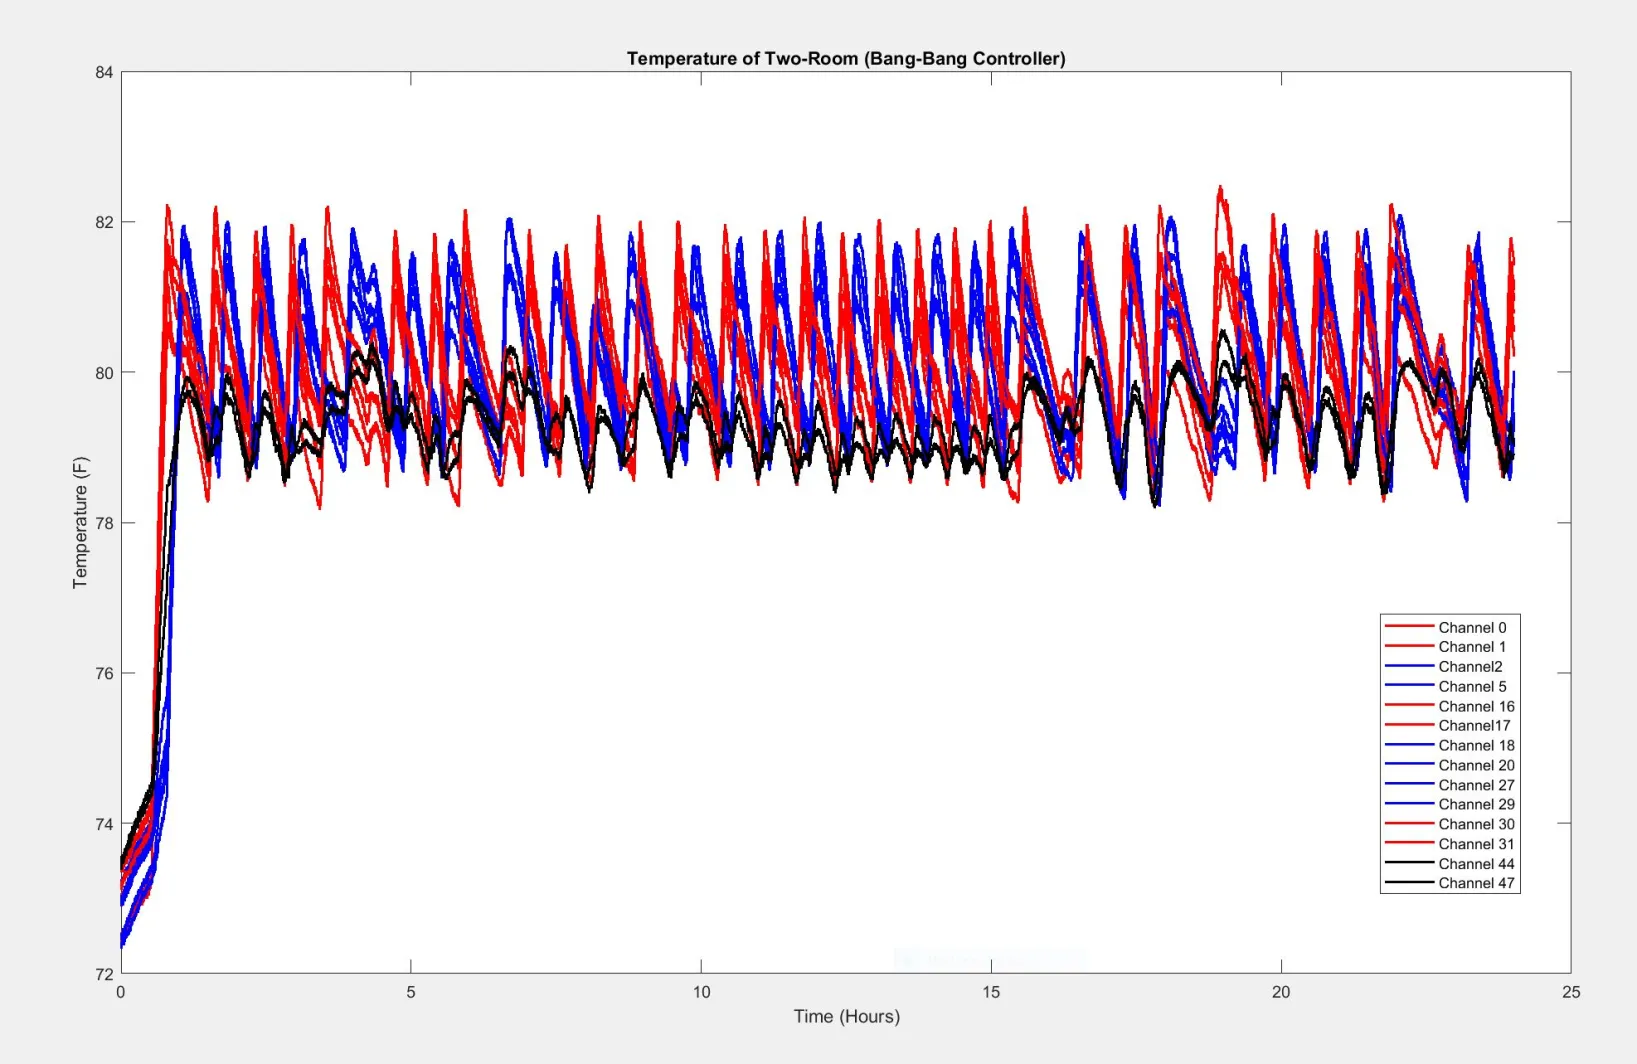 Temperature of Two-Room (Bang-Bang Controller)
84
82
80
78
76
74
72
Temperature (F)
0 5 10 15 20 25
Time (Hours)
Channel 0
Channel 1
Channel2
Channel 5
Channel 16
Channel17
Channel 18
Channel 20
Channel 27
Channel 29
Channel 30
Channel 31
Channel 44
Channel 47